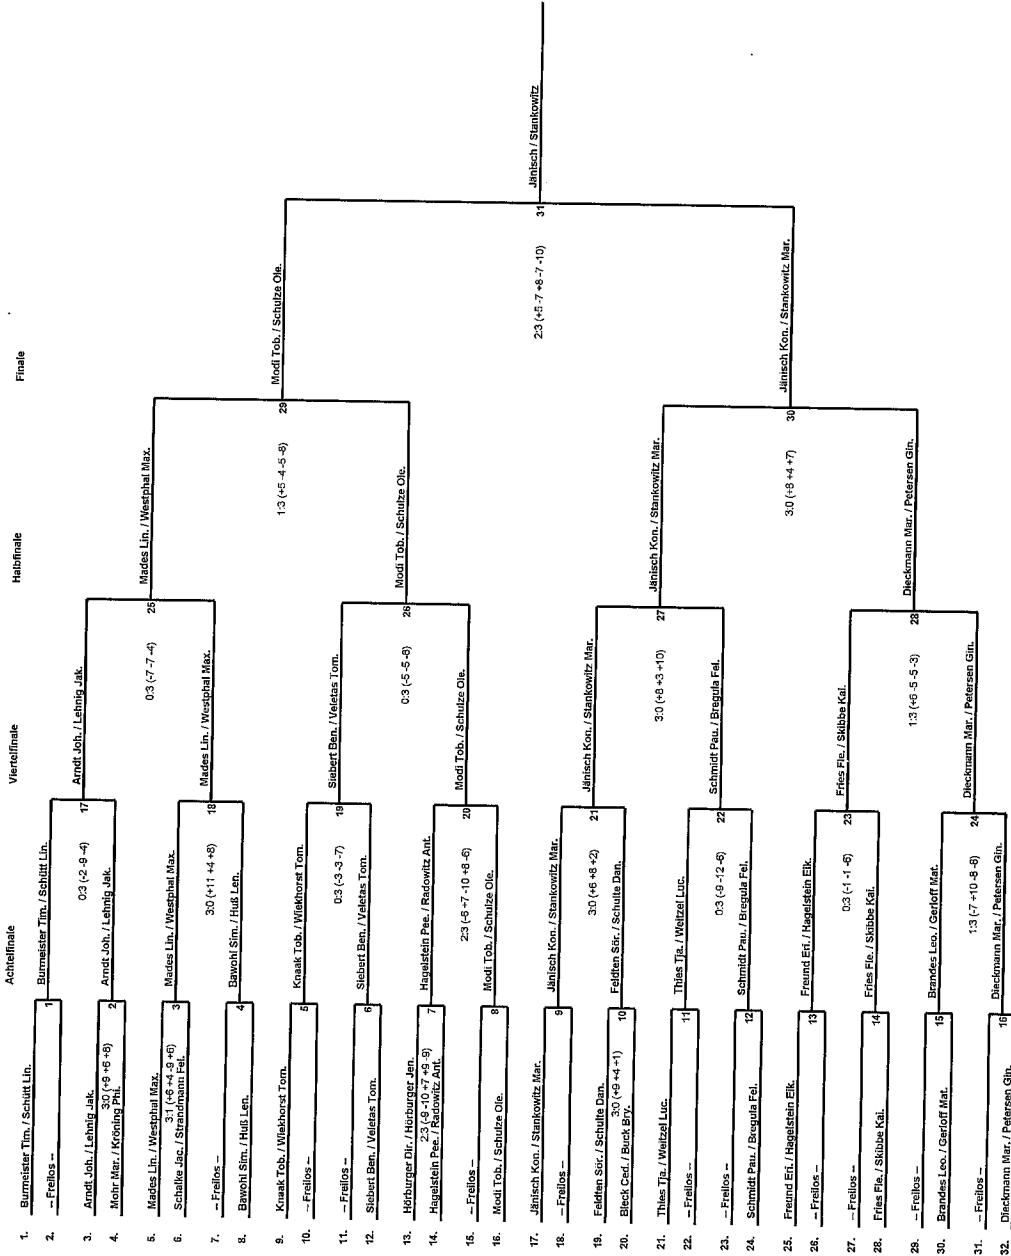 Achtelfinale
Viertelfinale
Halbfinale
Finale
1. Burmeister Tim. / Schütt Lin.
2. -- Freilos --
1
Burmeister Tim. / Schütt Lin.
3. Arndt Joh. / Lehnig Jak.
3:0 (+9 +6 +8)
4. Mohr Mar. / Kröning Phi.
2
Arndt Joh. / Lehnig Jak.
5. Mades Lin. / Westphal Max.
3:1 (+6 +4 -9 +6)
6. Schalke Jac. / Strandmann Fel.
3
Mades Lin. / Westphal Max.
7. -- Freilos --
8. Bawohl Sim. / Huß Len.
4
Bawohl Sim. / Huß Len.
9. Knaak Tob. / Wiekhorst Tom.
10. -- Freilos --
5
Knaak Tob. / Wiekhorst Tom.
11. -- Freilos --
12. Siebert Ben. / Veletas Tom.
6
Siebert Ben. / Veletas Tom.
13. Hörburger Dir. / Hörburger Jen.
2:3 (-9 -10 +7 +9 -9)
14. Hagelstein Pee. / Radowitz Ant.
7
Hagelstein Pee. / Radowitz Ant.
15. -- Freilos --
16. Modi Tob. / Schulze Ole.
8
Modi Tob. / Schulze Ole.
17. Jänisch Kon. / Stankowitz Mar.
18. -- Freilos --
9
Jänisch Kon. / Stankowitz Mar.
19. Feldten Sör. / Schulte Dan.
3:0 (+9 +4 +1)
20. Bleck Ced. / Buck Bry.
10
Feldten Sör. / Schulte Dan.
21. Thies Tja. / Weitzel Luc.
22. -- Freilos --
11
Thies Tja. / Weitzel Luc.
23. -- Freilos --
24. Schmidt Pau. / Bregula Fel.
12
Schmidt Pau. / Bregula Fel.
25. Freund Eri. / Hagelstein Eik.
26. -- Freilos --
13
Freund Eri. / Hagelstein Eik.
27. -- Freilos --
28. Fries Fle. / Skibbe Kai.
14
Fries Fle. / Skibbe Kai.
29. -- Freilos --
30. Brandes Leo. / Gerloff Mat.
15
Brandes Leo. / Gerloff Mat.
31. -- Freilos --
32. Dieckmann Mar. / Petersen Gin.
16
Dieckmann Mar. / Petersen Gin.
17
0:3 (-2 -9 -4)
Arndt Joh. / Lehnig Jak.
18
3:0 (+11 +4 +8)
Mades Lin. / Westphal Max.
19
0:3 (-3 -3 -7)
Siebert Ben. / Veletas Tom.
20
2:3 (-6 +7 -10 +8 -6)
Modi Tob. / Schulze Ole.
21
3:0 (+6 +8 +2)
Jänisch Kon. / Stankowitz Mar.
22
0:3 (-9 -12 -6)
Schmidt Pau. / Bregula Fel.
23
0:3 (-1 -1 -6)
Fries Fle. / Skibbe Kai.
24
1:3 (-7 +10 -8 -8)
Dieckmann Mar. / Petersen Gin.
25
0:3 (-7 -7 -4)
Mades Lin. / Westphal Max.
26
0:3 (-5 -5 -8)
Modi Tob. / Schulze Ole.
27
3:0 (+8 +3 +10)
Jänisch Kon. / Stankowitz Mar.
28
1:3 (+6 -5 -5 -3)
Dieckmann Mar. / Petersen Gin.
29
1:3 (+5 -4 -5 -8)
Modi Tob. / Schulze Ole.
30
3:0 (+8 +4 +7)
Jänisch Kon. / Stankowitz Mar.
31
2:3 (+5 -7 +8 -7 -10)
Jänisch / Stankowitz